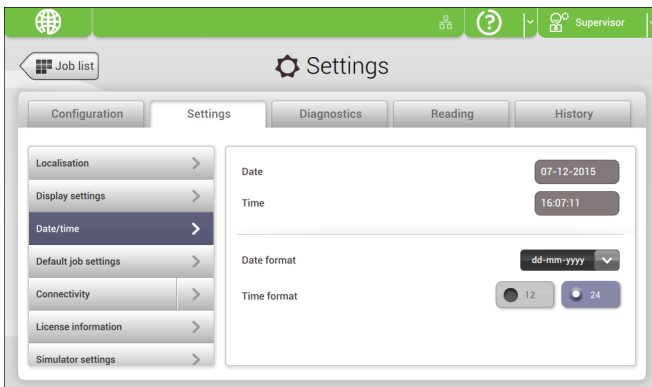 Supervisor
Job list
Settings
Configuration
Settings
Diagnostics
Reading
History
Localisation
Display settings
Date/time
Default job settings
Connectivity
License information
Simulator settings
Date
07-12-2015
Time
16:07:11
Date format
dd-mm-yyyy
Time format
12
24